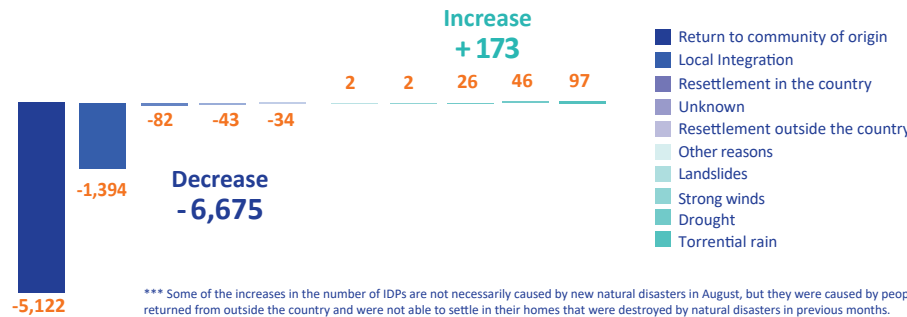 Increase
+ 173
2 2 26 46 97
-82 -43 -34
-1,394
Decrease
- 6,675
-5,122
Return to community of origin
Local Integration
Resettlement in the country
Unknown
Resettlement outside the country
Other reasons
Landslides
Strong winds
Drought
Torrential rain
*** Some of the increases in the number of IDPs are not necessarily caused by new natural disasters in August, but they were caused by
returned from outside the country and were not able to settle in their homes that were destroyed by natural disasters in previous months.